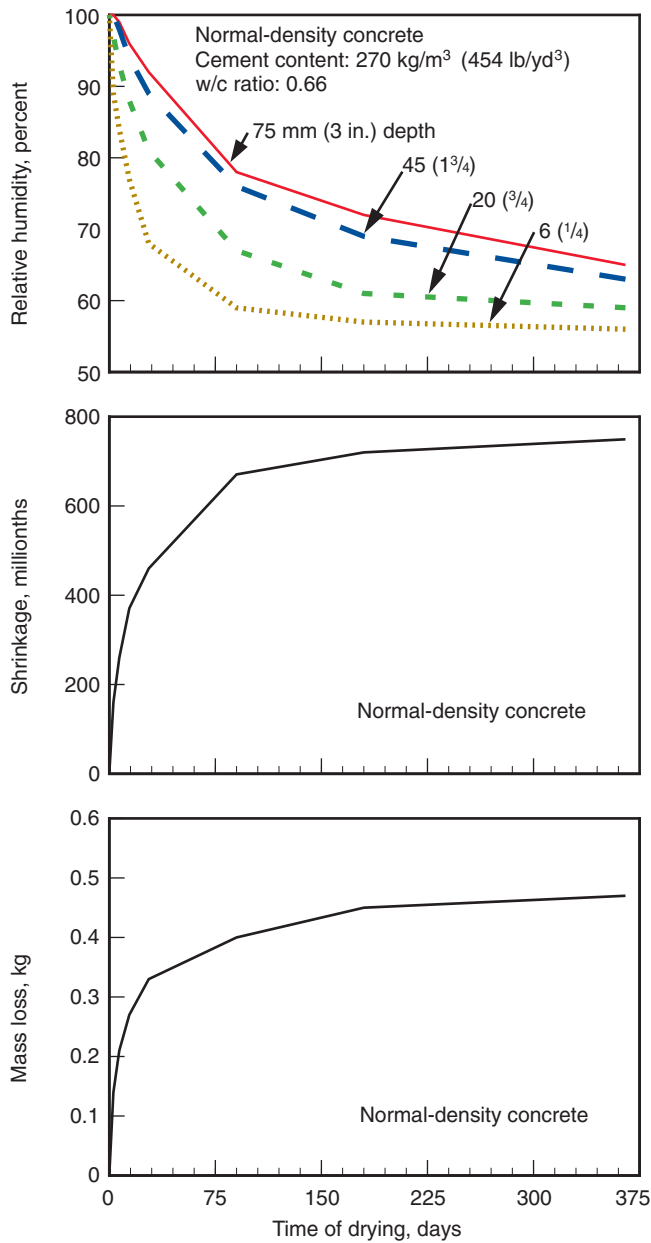 Relative humidity, percent
100
90
80
70
60
50
Normal-density concrete
Cement content: 270 kg/m³ (454 lb/yd³)
w/c ratio: 0.66
75 mm (3 in.) depth
45 (1 3/4)
20 (3/4)
6 (1/4)
Shrinkage, millionths
800
600
400
200
0
Normal-density concrete
Mass loss, kg
0.6
0.5
0.4
0.3
0.2
0.1
0
Normal-density concrete
0 75 150 225 300 375
Time of drying, days